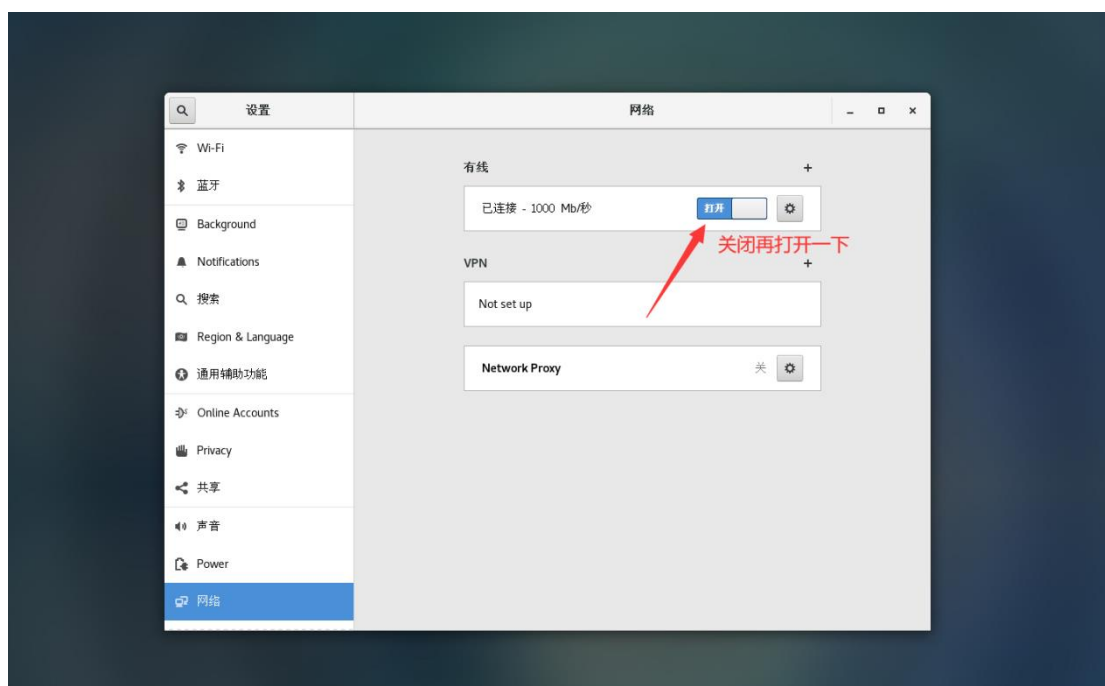 设置
网络
Wi-Fi
蓝牙
Background
Notifications
搜索
Region & Language
通用辅助功能
Online Accounts
Privacy
共享
声音
Power
网络
有线
已连接 - 1000 Mb/秒
打开
关闭再打开一下
VPN
Not set up
Network Proxy
关